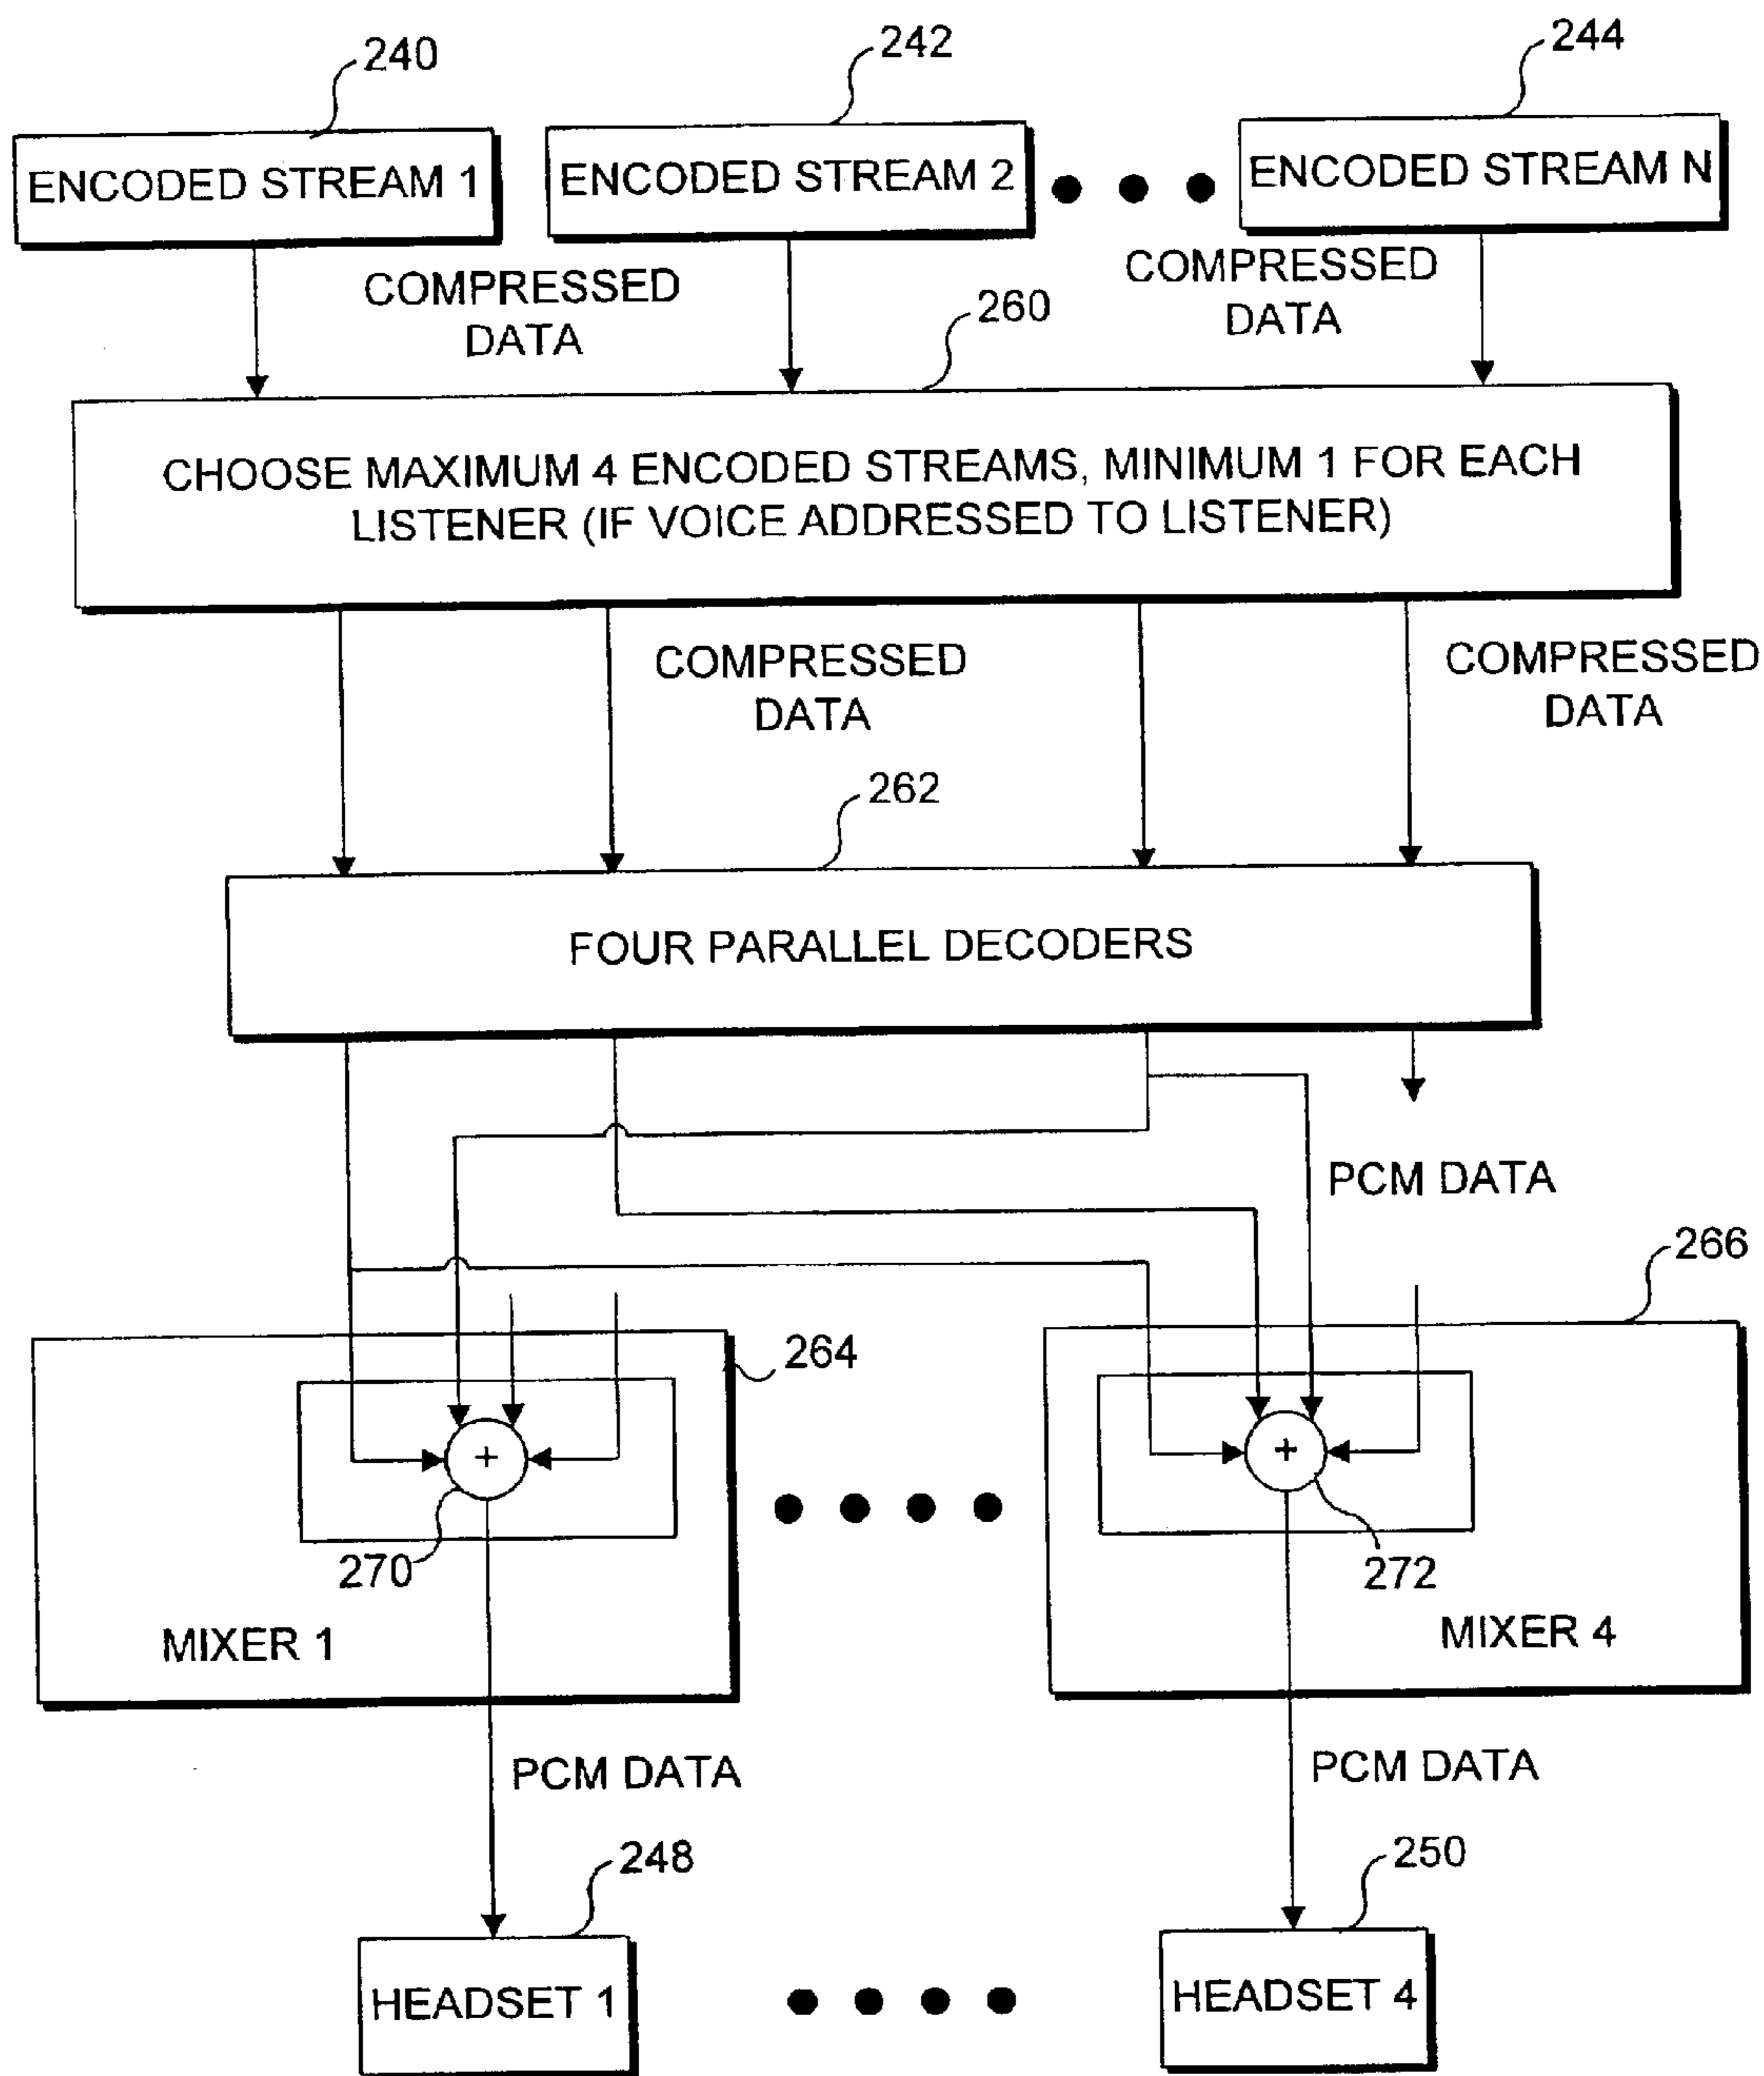 240
242
244
ENCODED STREAM 1
ENCODED STREAM 2
ENCODED STREAM N
COMPRESSED
DATA
COMPRESSED
DATA
260
CHOOSE MAXIMUM 4 ENCODED STREAMS, MINIMUM 1 FOR EACH
LISTENER (IF VOICE ADDRESSED TO LISTENER)
COMPRESSED
DATA
COMPRESSED
DATA
262
FOUR PARALLEL DECODERS
PCM DATA
266
264
+
+
270
272
MIXER 1
MIXER 4
PCM DATA
PCM DATA
248
250
HEADSET 1
HEADSET 4